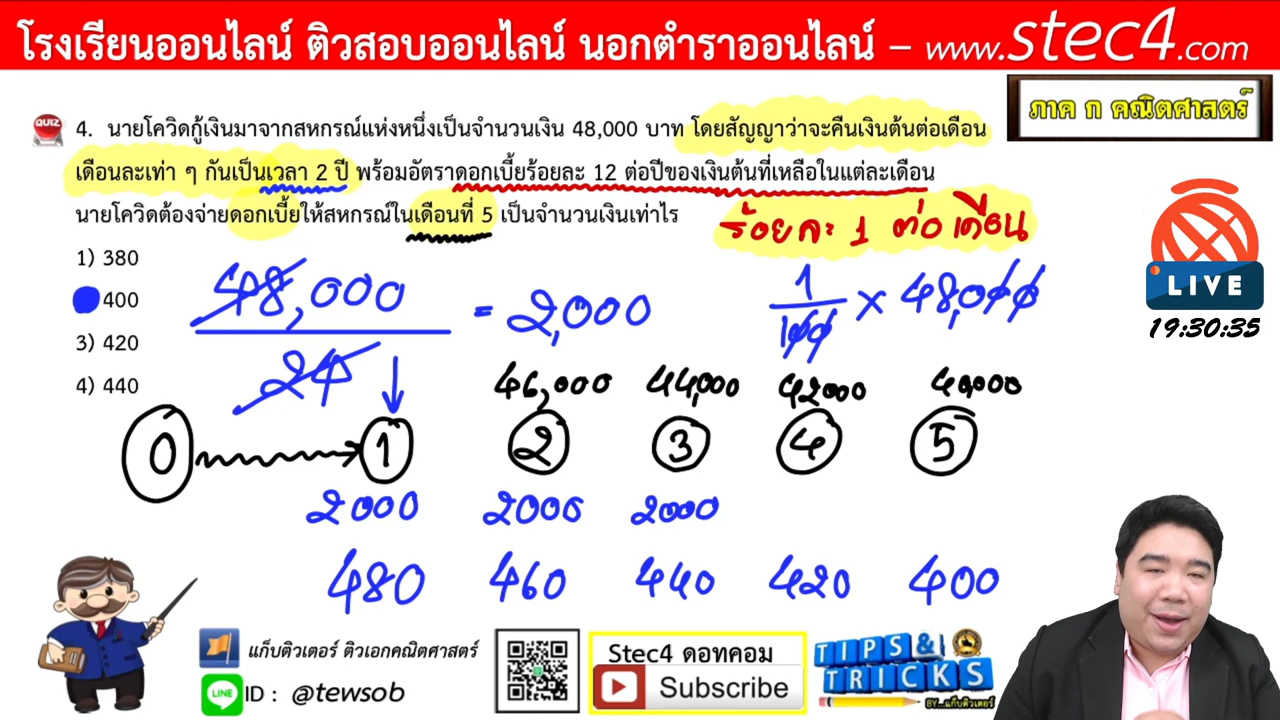 โรงเรียนออนไลน์ ติวสอบออนไลน์ นอกตำราออนไลน์ – www.stec4.com
ภาค ก คณิตศาสตร์
QUIZ
4. นายโควิดกู้เงินมาจากสหกรณ์แห่งหนึ่งเป็นจำนวนเงิน 48,000 บาท โดยสัญญาว่าจะคืนเงินต้นต่อเดือน
เดือนละเท่า ๆ กันเป็นเวลา 2 ปี พร้อมอัตราดอกเบี้ยร้อยละ 12 ต่อปีของเงินต้นที่เหลือในแต่ละเดือน
นายโควิดต้องจ่ายดอกเบี้ยให้สหกรณ์ในเดือนที่ 5 เป็นจำนวนเงินเท่าไร
ร้อยละ 1 ต่อเดือน
1) 380
400
3) 420
4) 440
48,000
24
= 2,000
1
100
× 48,000
LIVE
19:30:35
46,000 44,000 42000 40,000
0 1 2 3 4 5
2000 2000 2000
480 460 440 420 400
แก็บติวเตอร์ ติวเอกคณิตศาสตร์
LINE ID : @tewsob
Stec4 ดอทคอม
Subscribe
TIPS &
TRICKS
BY...แก็บติวเตอร์